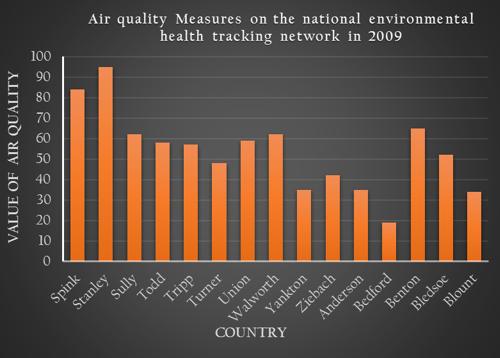 Air quality Measures on the national environmental
health tracking network in 2009
VALUE OF AIR QUALITY
100
90
80
70
60
50
40
30
20
10
0
Spink
Stanley
Sully
Todd
Tripp
Turner
Union
Walworth
Yankton
Ziebach
Anderson
Bedford
Benton
Bledsoe
Blount
COUNTRY